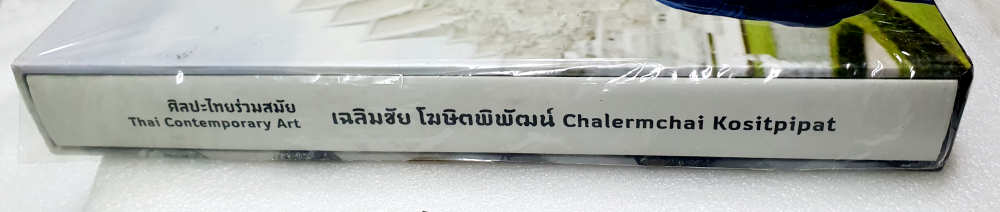 ศิลปะไทยร่วมสมัย
Thai Contemporary Art
เฉลิมชัย โฆษิตพิพัฒน์ Chalermchai Kositpipat